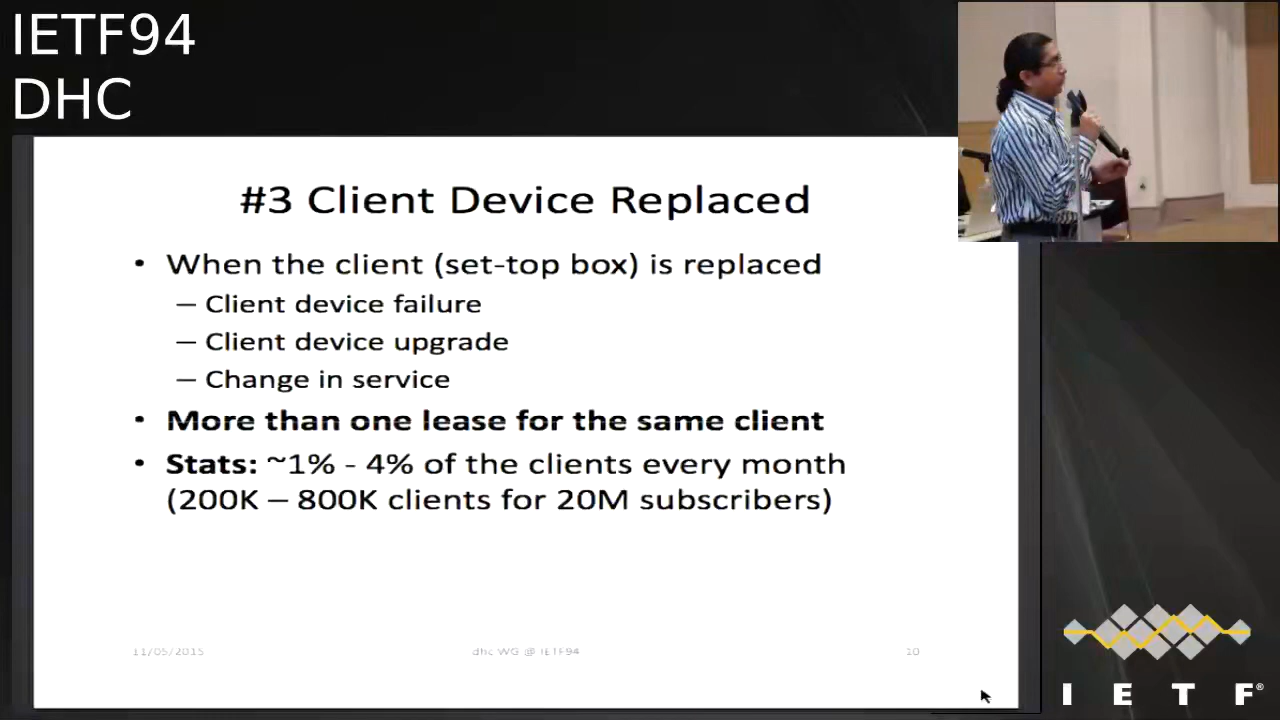 IETF94
DHC
#3 Client Device Replaced
• When the client (set-top box) is replaced
– Client device failure
– Client device upgrade
– Change in service
• More than one lease for the same client
• Stats: ~1% - 4% of the clients every month
(200K – 800K clients for 20M subscribers)
11/05/2015
dhc WG @ IETF94
10
I E T F®